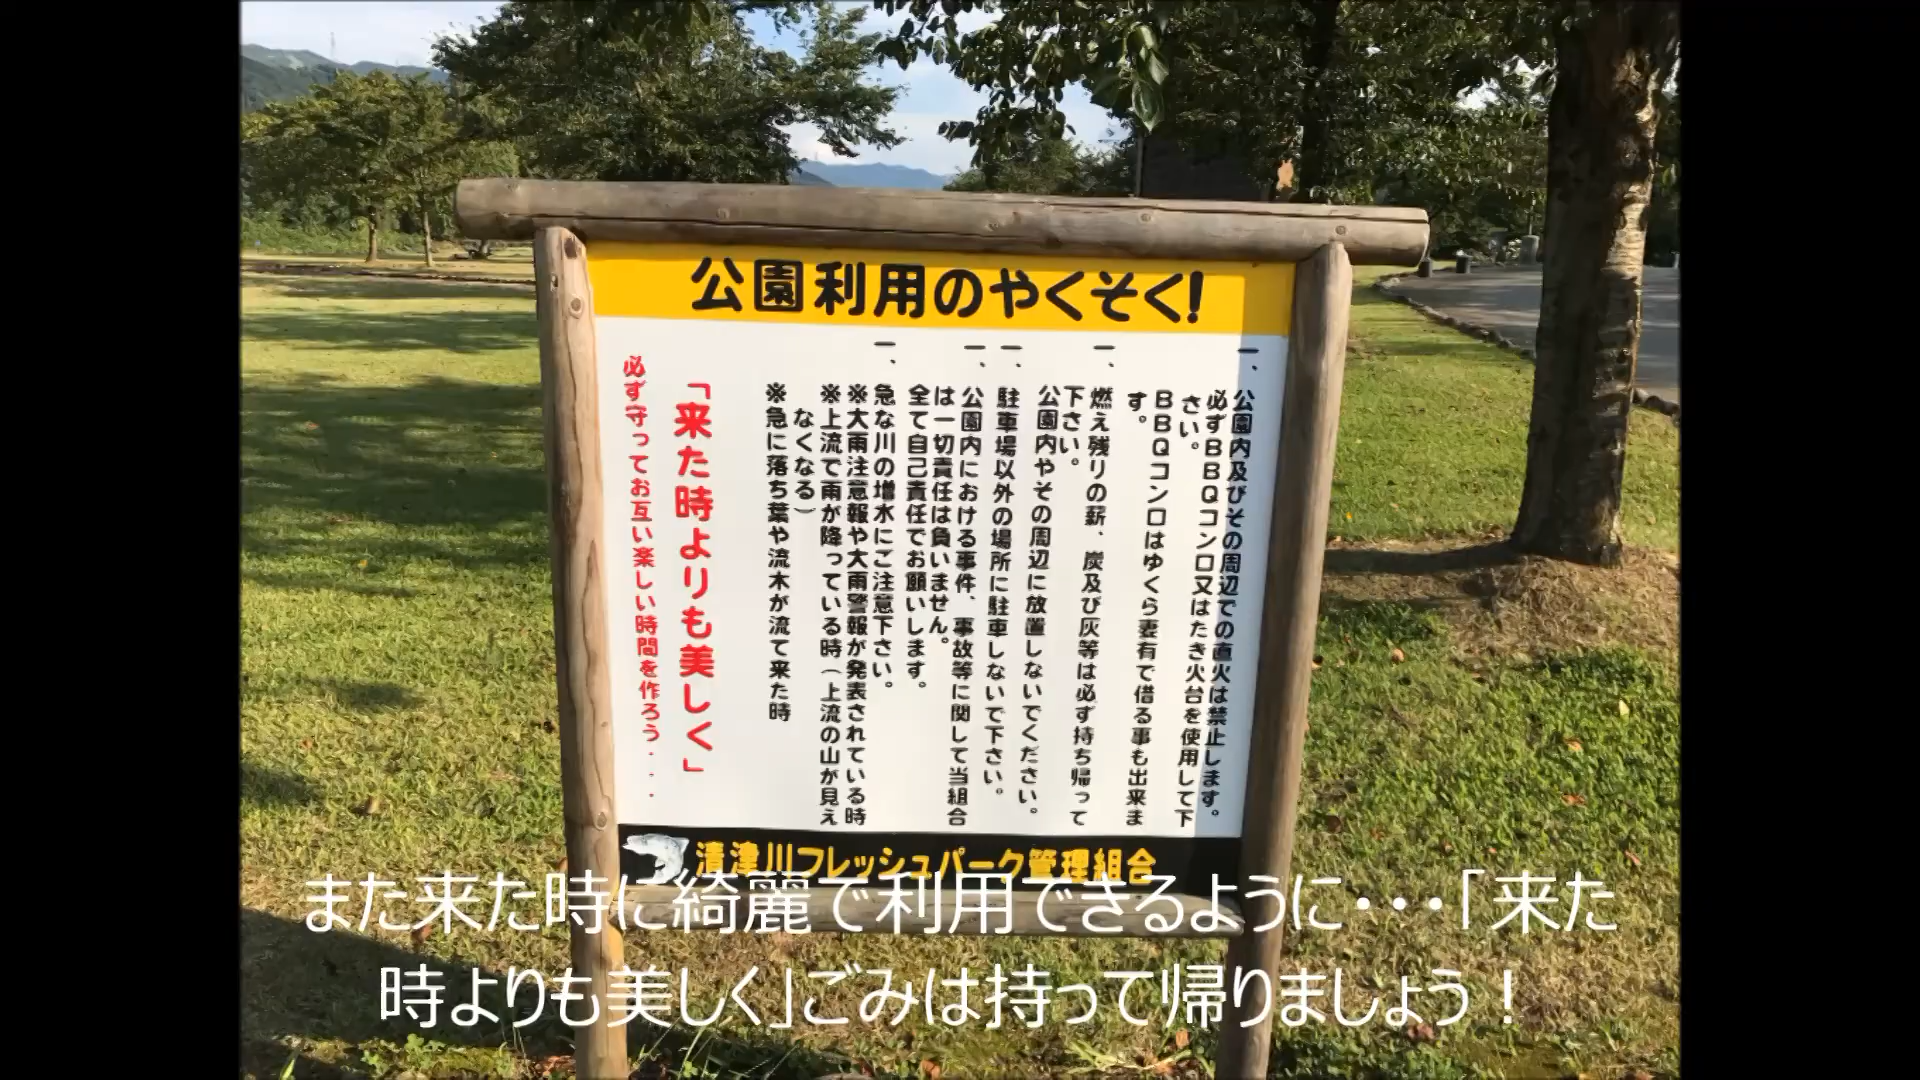 公園利用のやくそく!
一、公園内及びその周辺での直火は禁止します。
必ずBBQコンロ又はたき火台を使用して下
さい。
BBQコンロはゆくら妻有で借る事も出来ま
す。
一、燃え残りの薪、炭及び灰等は必ず持ち帰って
下さい。
公園内やその周辺に放置しないでください。
一、駐車場以外の場所に駐車しないで下さい。
一、公園内における事件、事故等に関して当組合
は一切責任は負いません。
全て自己責任でお願いします。
一、急な川の増水にご注意下さい。
※大雨注意報や大雨警報が発表されている時
※上流で雨が降っている時(上流の山が見え
なくなる)
※急に落ち葉や流木が流て来た時
「来た時よりも美しく」
必ず守ってお互い楽しい時間を作ろう...
清津川フレッシュパーク管理組合
また来た時に綺麗で利用できるように・・・「来た
時よりも美しく」ごみは持って帰りましょう!